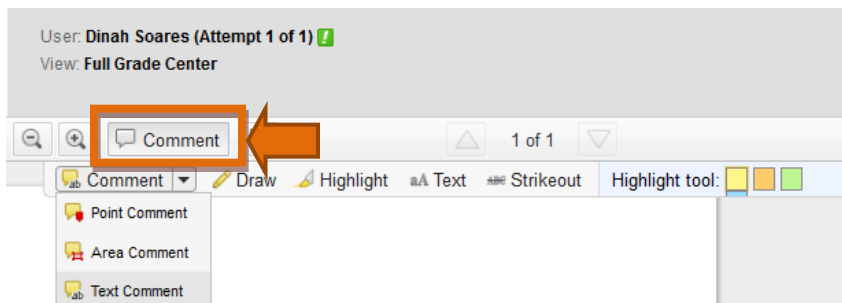 User: Dinah Soares (Attempt 1 of 1)
View: Full Grade Center
Comment 1 of 1
Comment Draw Highlight Text Strikeout Highlight tool:
Point Comment
Area Comment
Text Comment